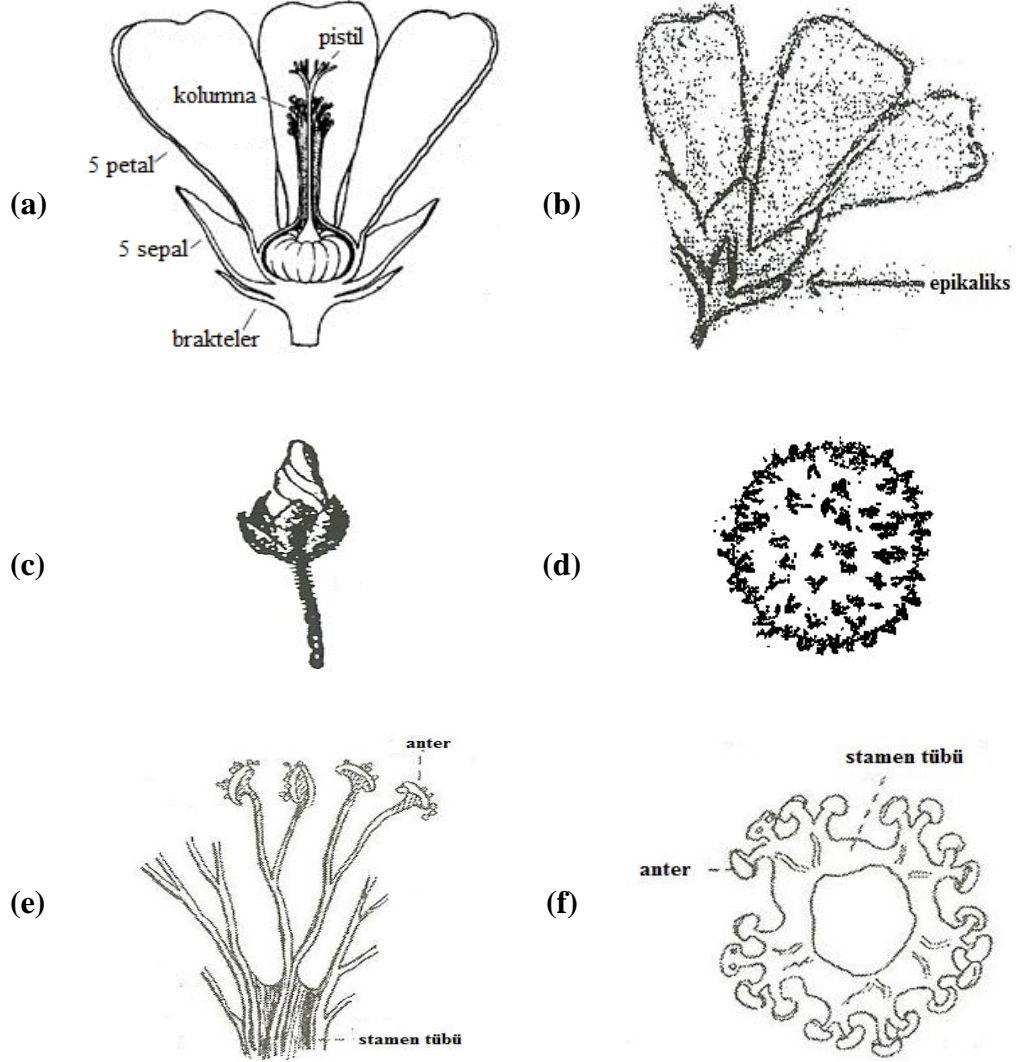 pistil
kolumna
5 petal
(a)
5 sepal
brakteler
(b)
epikaliks
(c)
(d)
anter
(e)
stamen tübü
stamen tübü
anter
(f)